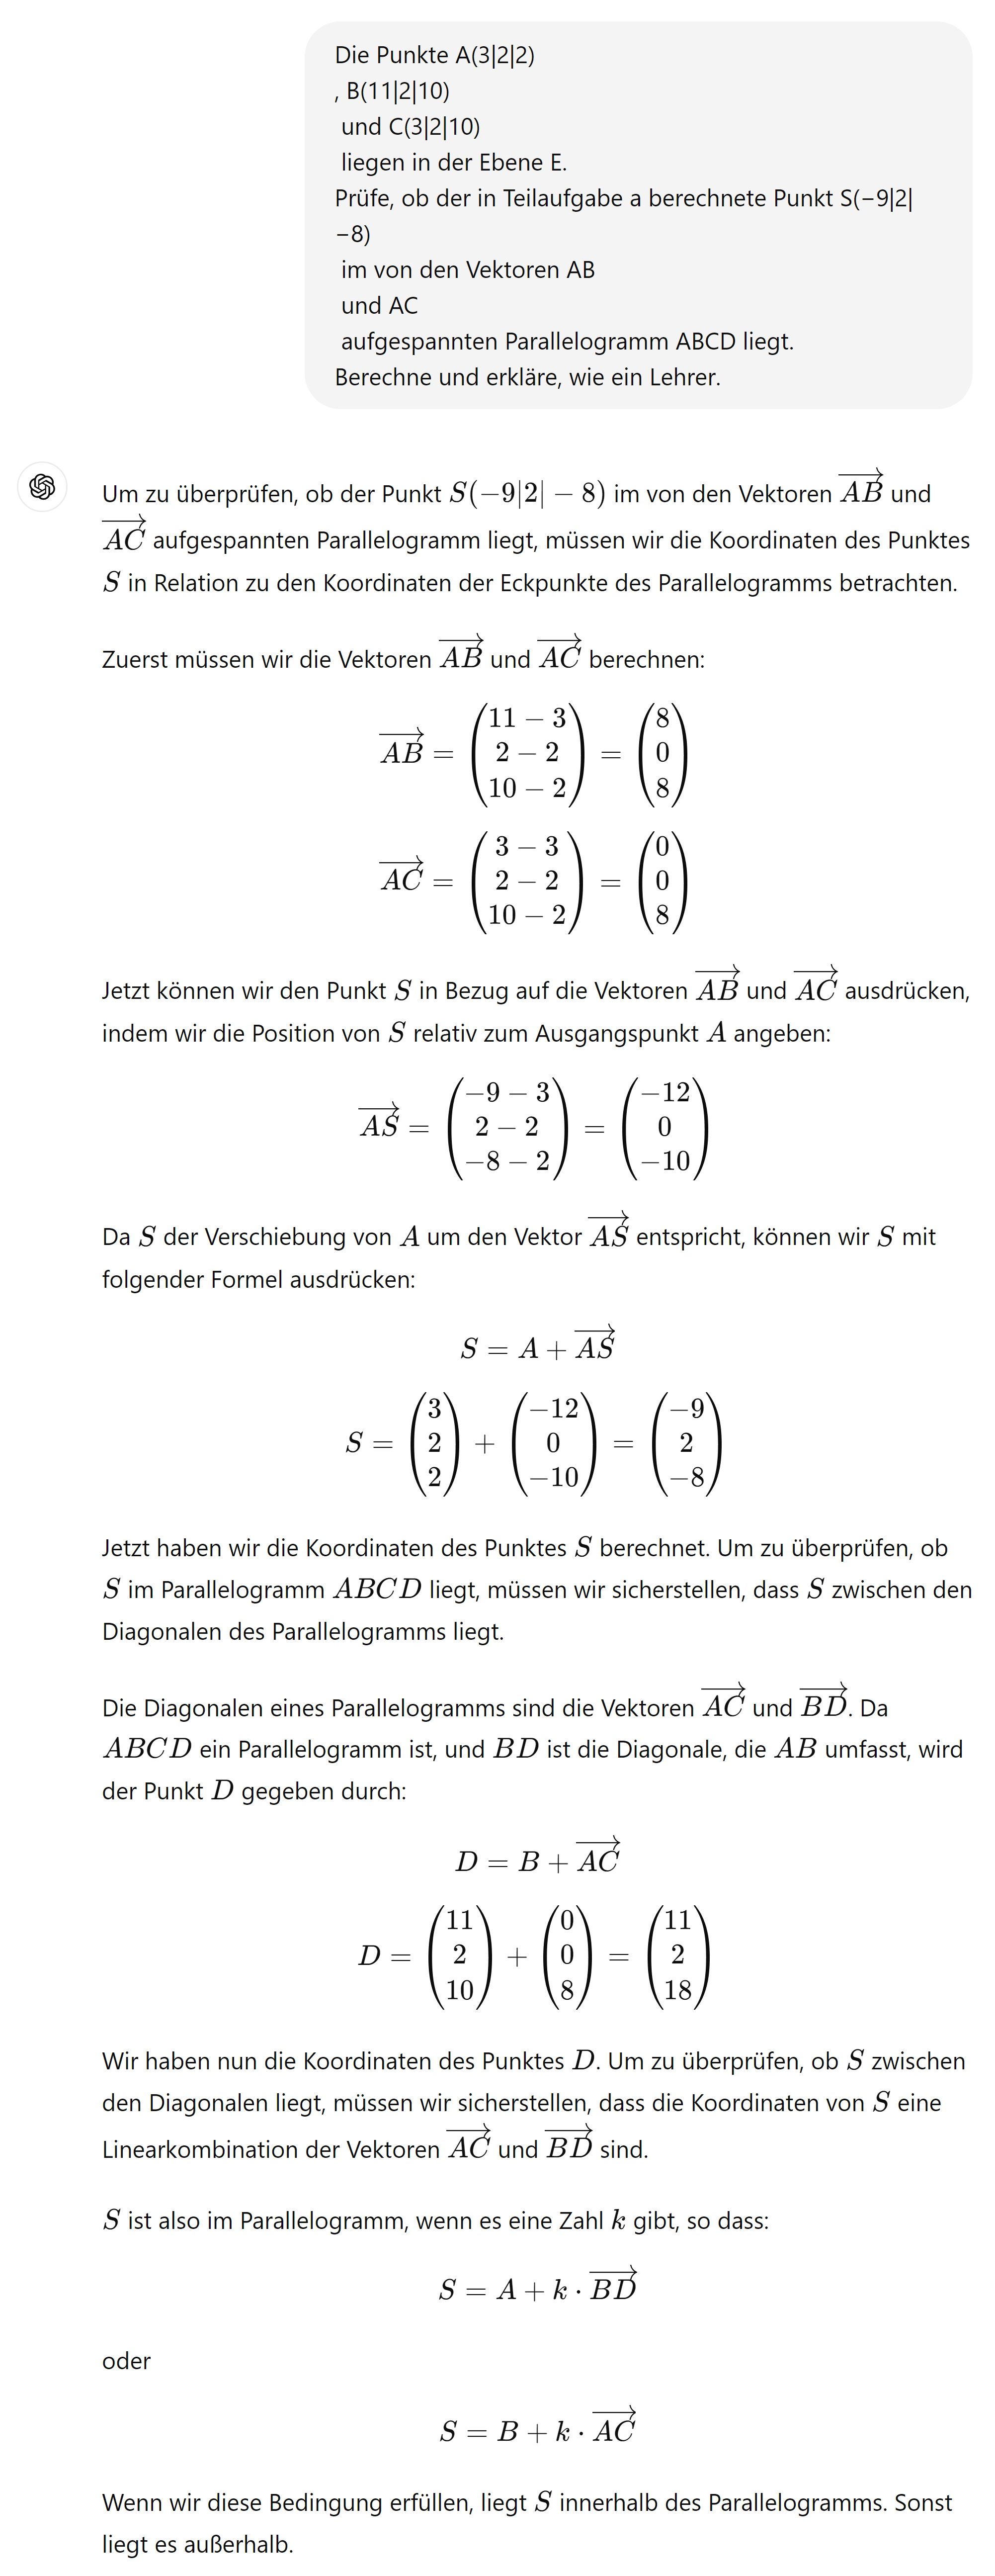 Die Punkte A(3|2|2)
, B(11|2|10)
und C(3|2|10)
liegen in der Ebene E.
Prüfe, ob der in Teilaufgabe a berechnete Punkt S(−9|2|
−8)
im von den Vektoren AB
und AC
aufgespannten Parallelogramm ABCD liegt.
Berechne und erkläre, wie ein Lehrer.
Um zu überprüfen, ob der Punkt $S(-9|2|-8)$ im von den Vektoren $\overrightarrow{AB}$ und
$\overrightarrow{AC}$ aufgespannten Parallelogramm liegt, müssen wir die Koordinaten des Punktes
$S$ in Relation zu den Koordinaten der Eckpunkte des Parallelogramms betrachten.
Zuerst müssen wir die Vektoren $\overrightarrow{AB}$ und $\overrightarrow{AC}$ berechnen:
$\overrightarrow{AB} = \begin{pmatrix} 11-3 \\ 2-2 \\ 10-2 \end{pmatrix} = \begin{pmatrix} 8 \\ 0 \\ 8 \end{pmatrix}$
$\overrightarrow{AC} = \begin{pmatrix} 3-3 \\ 2-2 \\ 10-2 \end{pmatrix} = \begin{pmatrix} 0 \\ 0 \\ 8 \end{pmatrix}$
Jetzt können wir den Punkt $S$ in Bezug auf die Vektoren $\overrightarrow{AB}$ und $\overrightarrow{AC}$ ausdrücken,
indem wir die Position von $S$ relativ zum Ausgangspunkt $A$ angeben:
$\overrightarrow{AS} = \begin{pmatrix} -9-3 \\ 2-2 \\ -8-2 \end{pmatrix} = \begin{pmatrix} -12 \\ 0 \\ -10 \end{pmatrix}$
Da $S$ der Verschiebung von $A$ um den Vektor $\overrightarrow{AS}$ entspricht, können wir $S$ mit
folgender Formel ausdrücken:
$S = A + \overrightarrow{AS}$
$S = \begin{pmatrix} 3 \\ 2 \\ 2 \end{pmatrix} + \begin{pmatrix} -12 \\ 0 \\ -10 \end{pmatrix} = \begin{pmatrix} -9 \\ 2 \\ -8 \end{pmatrix}$
Jetzt haben wir die Koordinaten des Punktes $S$ berechnet. Um zu überprüfen, ob
$S$ im Parallelogramm $ABCD$ liegt, müssen wir sicherstellen, dass $S$ zwischen den
Diagonalen des Parallelogramms liegt.
Die Diagonalen eines Parallelogramms sind die Vektoren $\overrightarrow{AC}$ und $\overrightarrow{BD}$. Da
$ABCD$ ein Parallelogramm ist, und $BD$ ist die Diagonale, die $AB$ umfasst, wird
der Punkt $D$ gegeben durch:
$D = B + \overrightarrow{AC}$
$D = \begin{pmatrix} 11 \\ 2 \\ 10 \end{pmatrix} + \begin{pmatrix} 0 \\ 0 \\ 8 \end{pmatrix} = \begin{pmatrix} 11 \\ 2 \\ 18 \end{pmatrix}$
Wir haben nun die Koordinaten des Punktes $D$. Um zu überprüfen, ob $S$ zwischen
den Diagonalen liegt, müssen wir sicherstellen, dass die Koordinaten von $S$ eine
Linearkombination der Vektoren $\overrightarrow{AC}$ und $\overrightarrow{BD}$ sind.
$S$ ist also im Parallelogramm, wenn es eine Zahl $k$ gibt, so dass:
$S = A + k \cdot \overrightarrow{BD}$
oder
$S = B + k \cdot \overrightarrow{AC}$
Wenn wir diese Bedingung erfüllen, liegt $S$ innerhalb des Parallelogramms. Sonst
liegt es außerhalb.